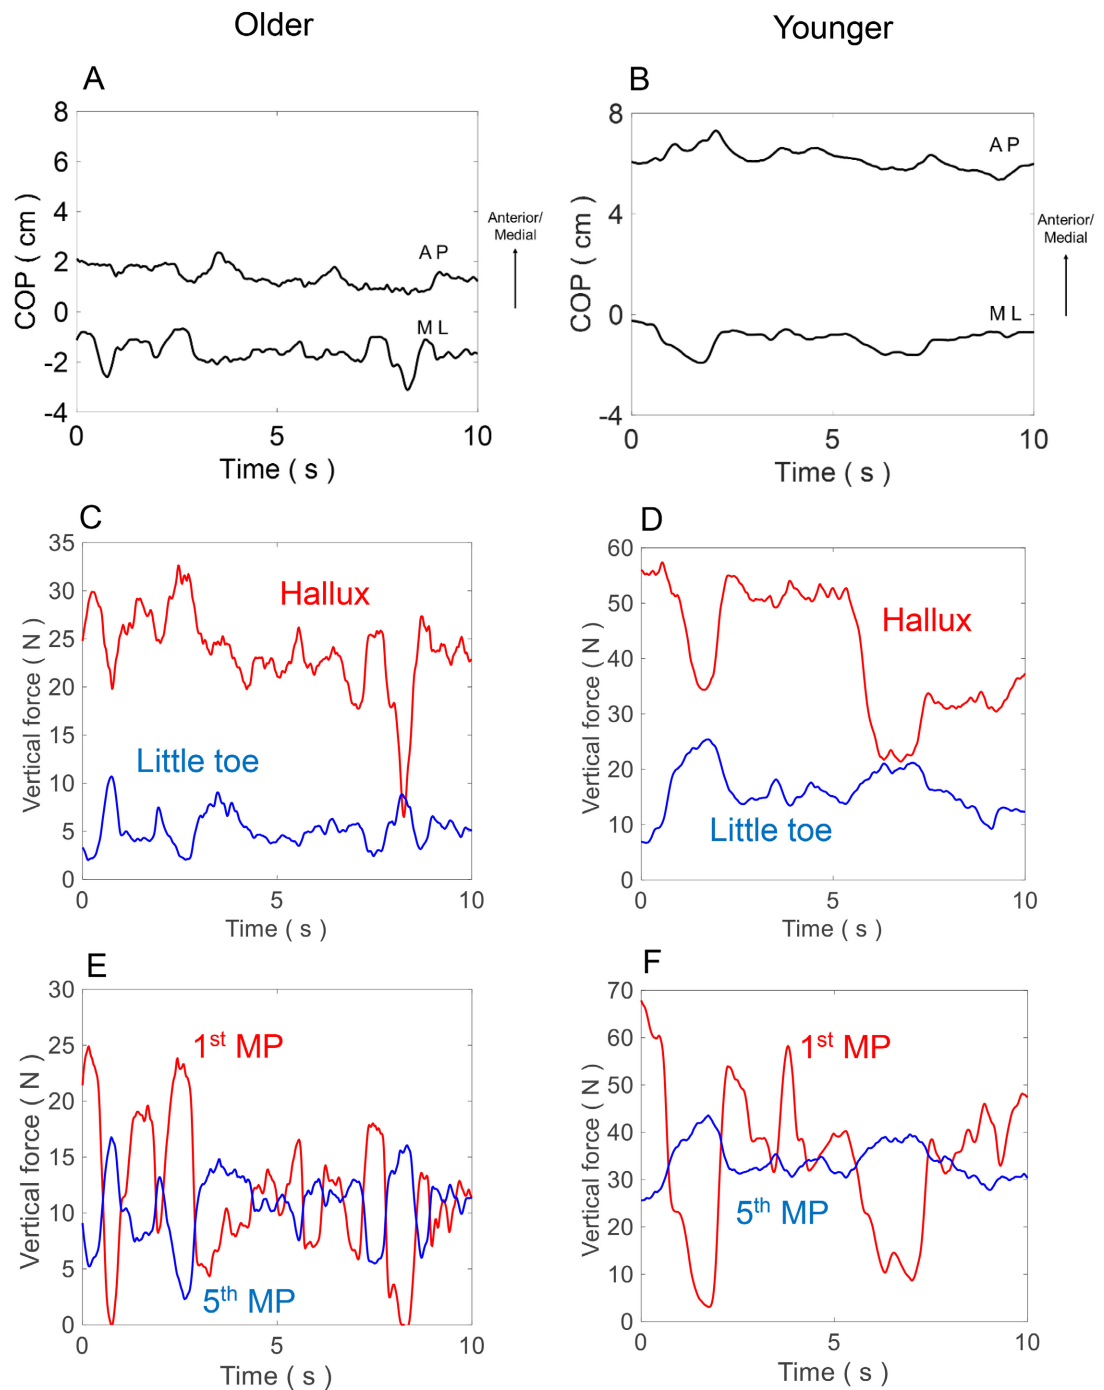 Older
Younger
A
8
6
4
2
0
-2
-4
COP ( cm )
A P
M L
Anterior/
Medial
0
5
10
Time ( s )
B
8
4
0
-4
COP ( cm )
A P
M L
Anterior/
Medial
0
5
10
Time ( s )
C
35
30
25
20
15
10
5
0
Vertical force ( N )
Hallux
Little toe
0
5
10
Time ( s )
D
60
50
40
30
20
10
0
Vertical force ( N )
Hallux
Little toe
0
5
10
Time ( s )
E
30
25
20
15
10
5
0
Vertical force ( N )
1st MP
5th MP
0
5
10
Time ( s )
F
70
60
50
40
30
20
10
0
Vertical force ( N )
1st MP
5th MP
0
5
10
Time ( s )